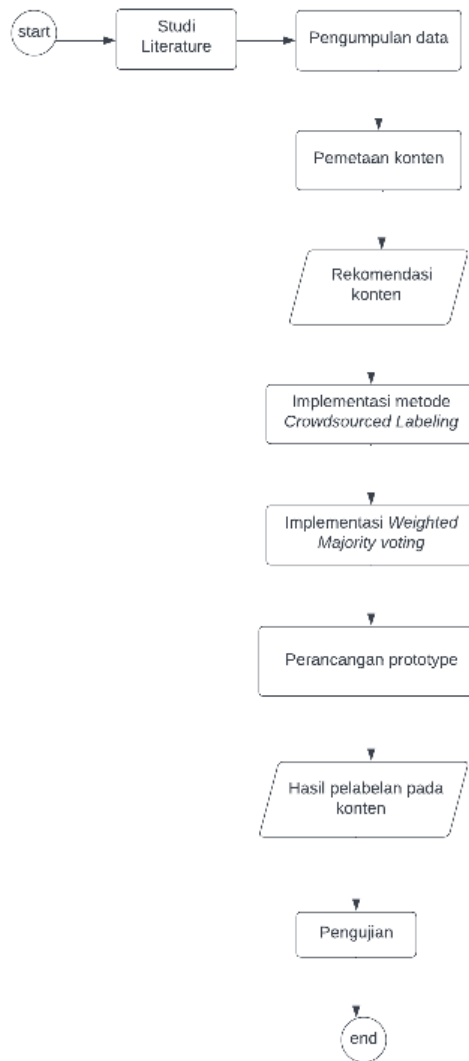 start
Studi
Literature
Pengumpulan data
Pemetaan konten
Rekomendasi
konten
Implementasi metode
Crowdsourced Labeling
Implementasi Weighted
Majority voting
Perancangan prototype
Hasil pelabelan pada
konten
Pengujian
end